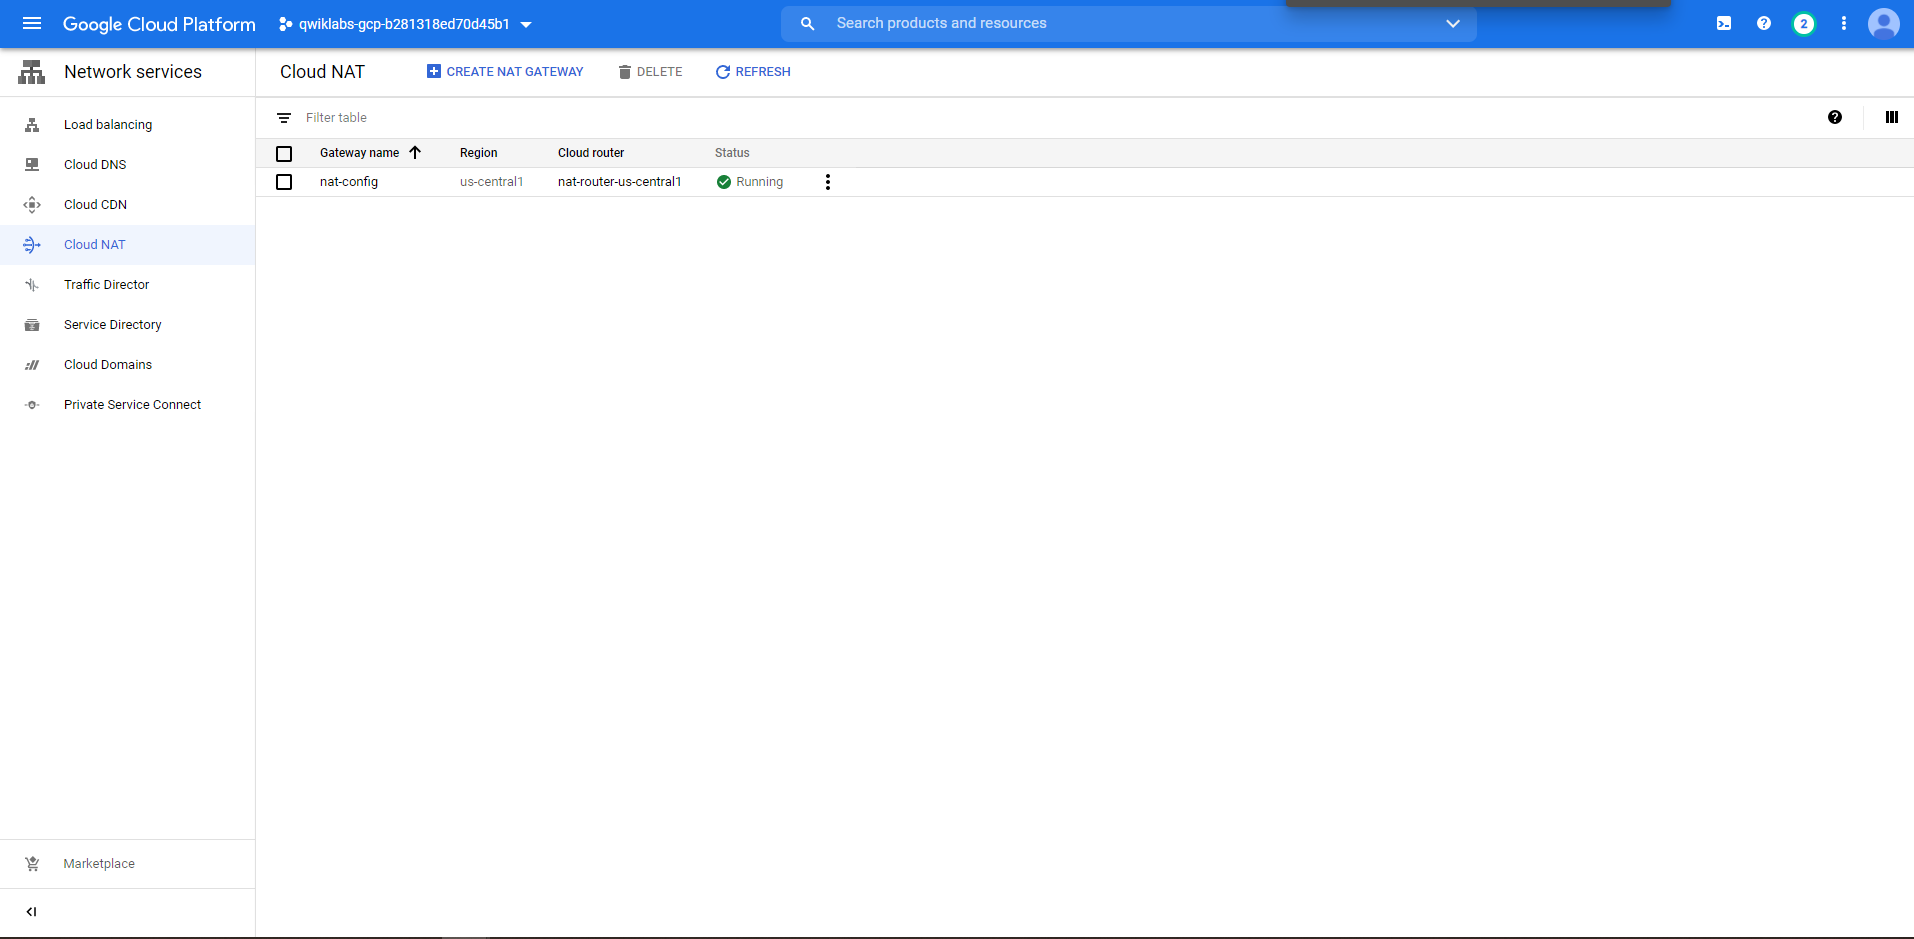 Google Cloud Platform
qwiklabs-gcp-b281318ed70d45b1
Search products and resources
2
Network services
Cloud NAT
CREATE NAT GATEWAY
DELETE
REFRESH
Load balancing
Cloud DNS
Cloud CDN
Cloud NAT
Traffic Director
Service Directory
Cloud Domains
Private Service Connect
Marketplace
Filter table
Gateway name Region Cloud router Status
nat-config us-central1 nat-router-us-central1 Running